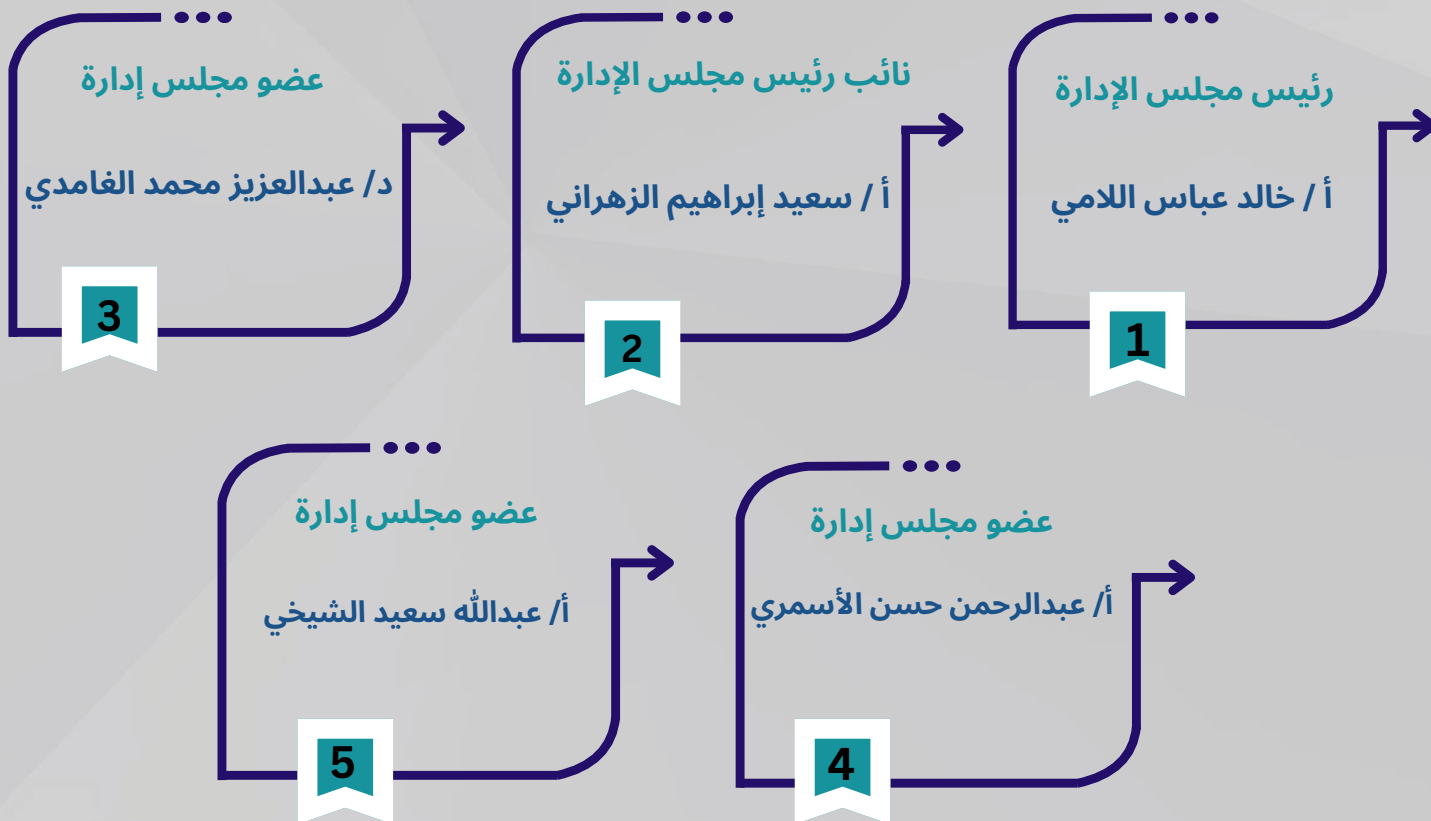 رئيس مجلس الإدارة
أ / خالد عباس اللامي
1
نائب رئيس مجلس الإدارة
أ / سعيد إبراهيم الزهراني
2
عضو مجلس إدارة
د/ عبدالعزيز محمد الغامدي
3
عضو مجلس إدارة
أ/ عبدالرحمن حسن الأسمري
4
عضو مجلس إدارة
أ/ عبدالله سعيد الشيخي
5